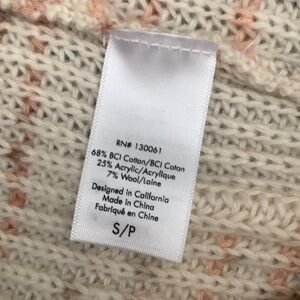 RN# 130061
68% BCI Cotton/BCI Coton
25% Acrylic/Acrylique
7% Wool/Laine
Designed in California
Made in China
Fabriqué en Chine
S/P